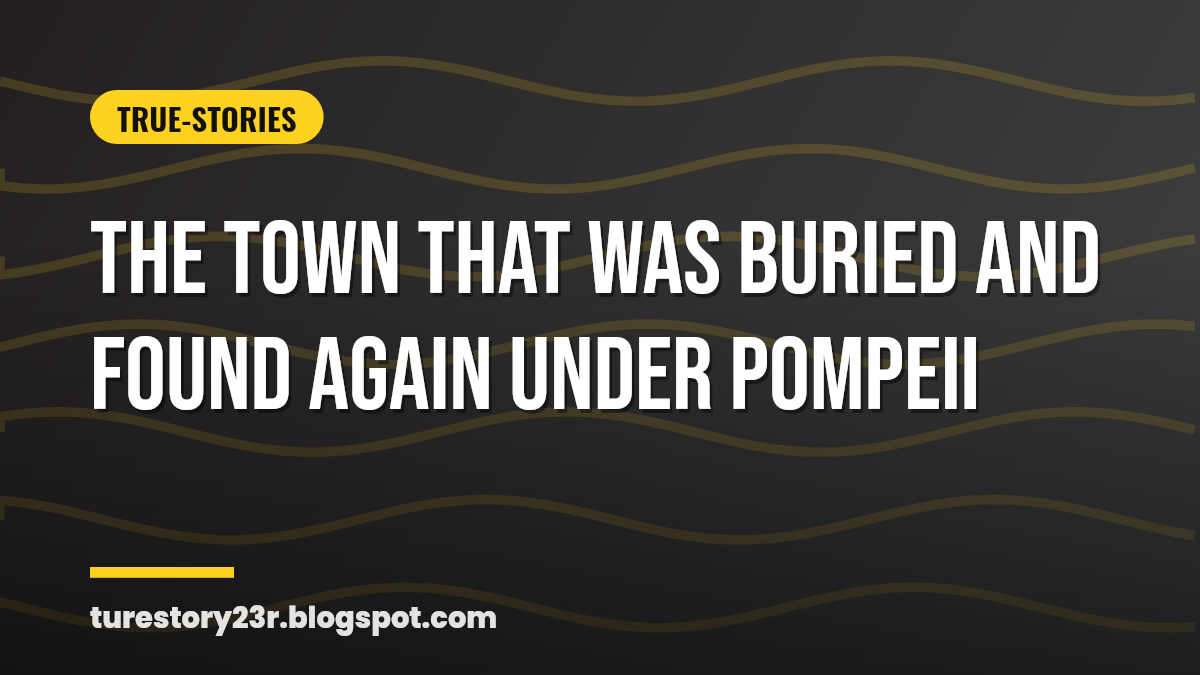 TRUE-STORIES
THE TOWN THAT WAS BURIED AND
FOUND AGAIN UNDER POMPEII
turestory23r.blogspot.com